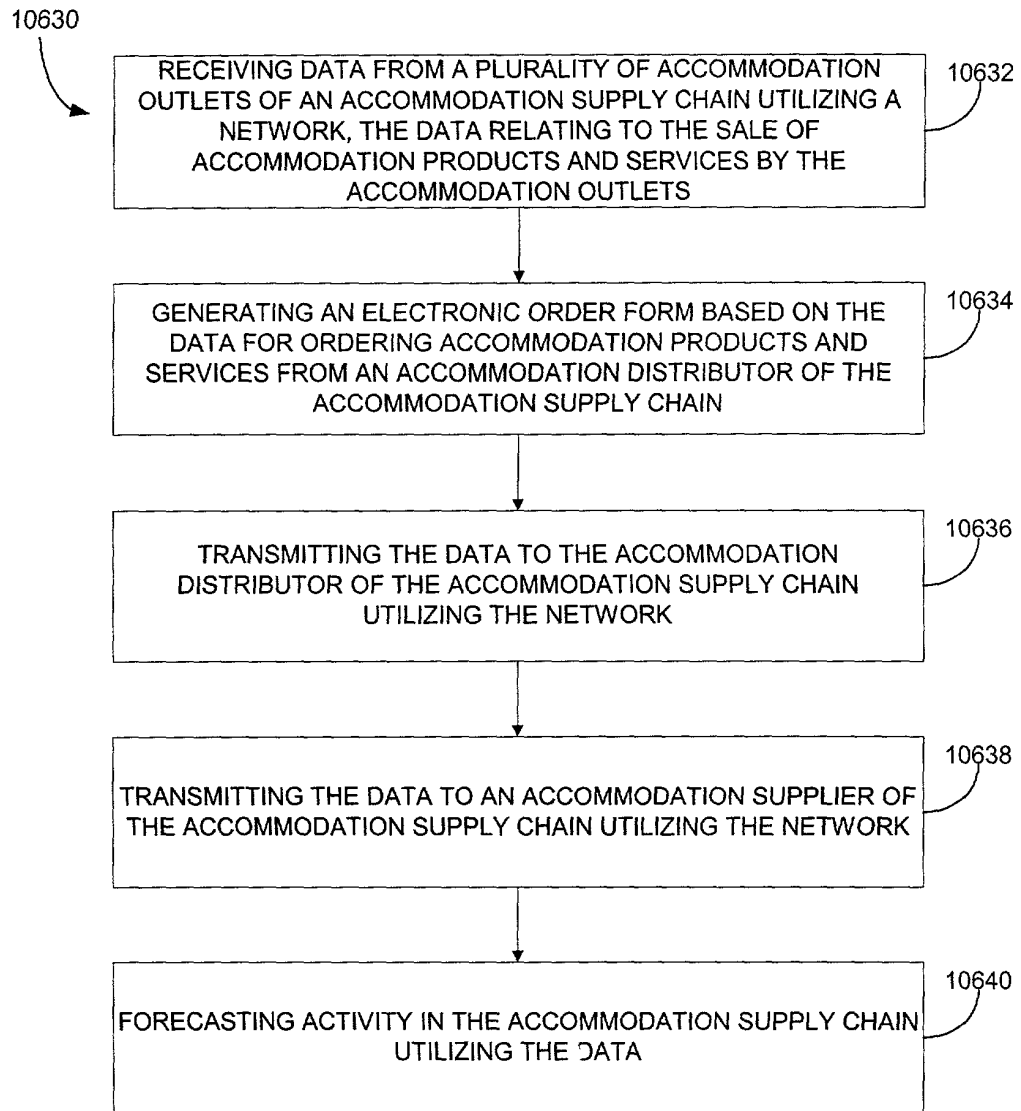 10630
RECEIVING DATA FROM A PLURALITY OF ACCOMMODATION
OUTLETS OF AN ACCOMMODATION SUPPLY CHAIN UTILIZING A
NETWORK, THE DATA RELATING TO THE SALE OF
ACCOMMODATION PRODUCTS AND SERVICES BY THE
ACCOMMODATION OUTLETS
10632
GENERATING AN ELECTRONIC ORDER FORM BASED ON THE
DATA FOR ORDERING ACCOMMODATION PRODUCTS AND
SERVICES FROM AN ACCOMMODATION DISTRIBUTOR OF THE
ACCOMMODATION SUPPLY CHAIN
10634
TRANSMITTING THE DATA TO THE ACCOMMODATION
DISTRIBUTOR OF THE ACCOMMODATION SUPPLY CHAIN
UTILIZING THE NETWORK
10636
TRANSMITTING THE DATA TO AN ACCOMMODATION SUPPLIER OF
THE ACCOMMODATION SUPPLY CHAIN UTILIZING THE NETWORK
10638
FORECASTING ACTIVITY IN THE ACCOMMODATION SUPPLY CHAIN
UTILIZING THE DATA
10640